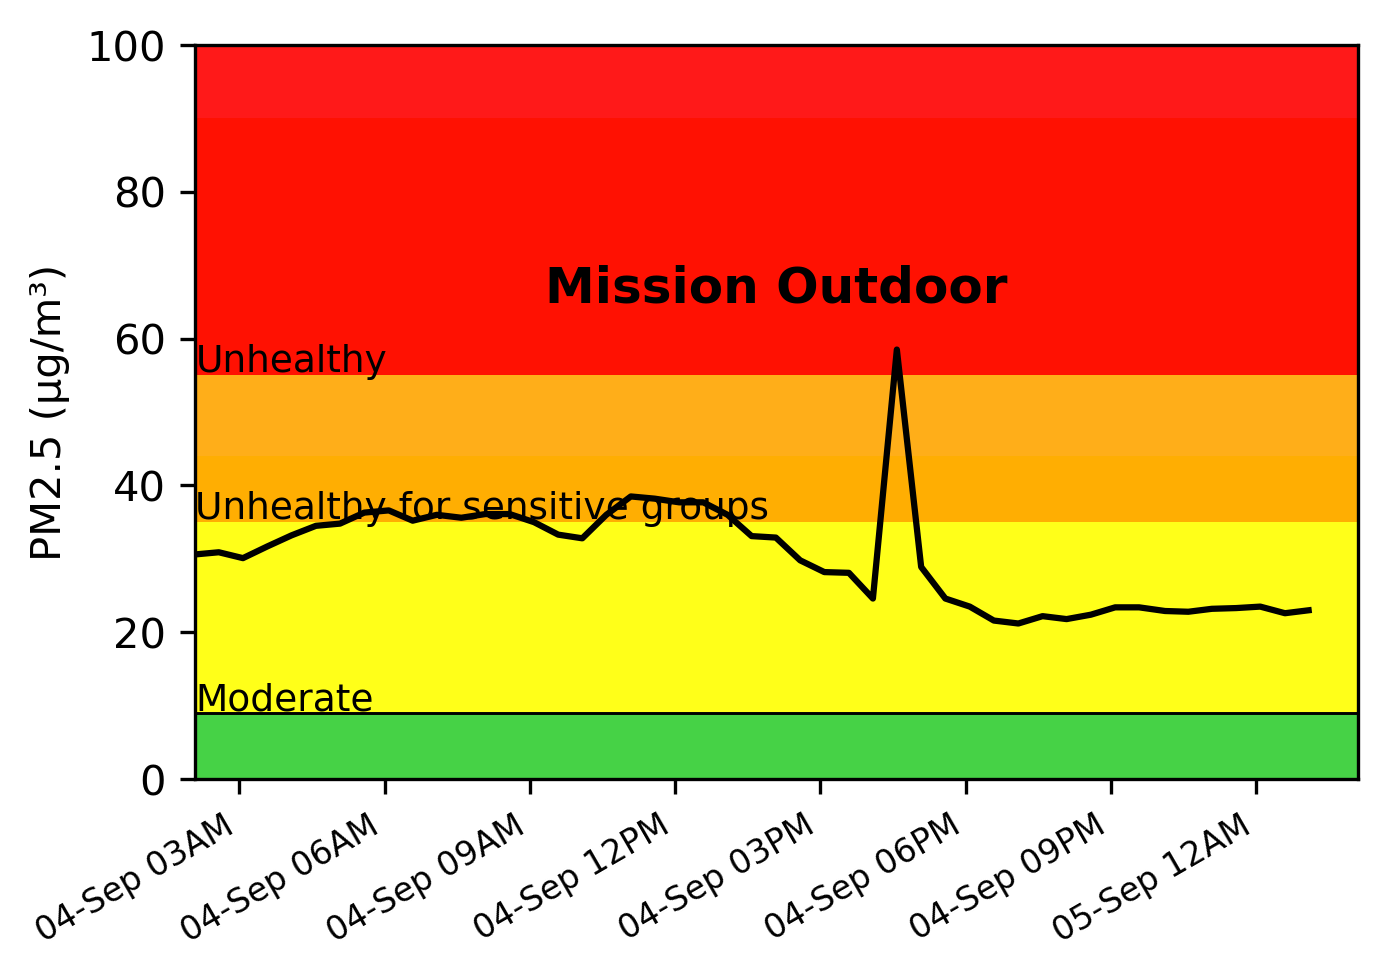 100
80
60
40
20
0
PM2.5 (µg/m³)
Mission Outdoor
Unhealthy
Unhealthy for sensitive groups
Moderate
04-Sep 03AM
04-Sep 06AM
04-Sep 09AM
04-Sep 12PM
04-Sep 03PM
04-Sep 06PM
04-Sep 09PM
05-Sep 12AM